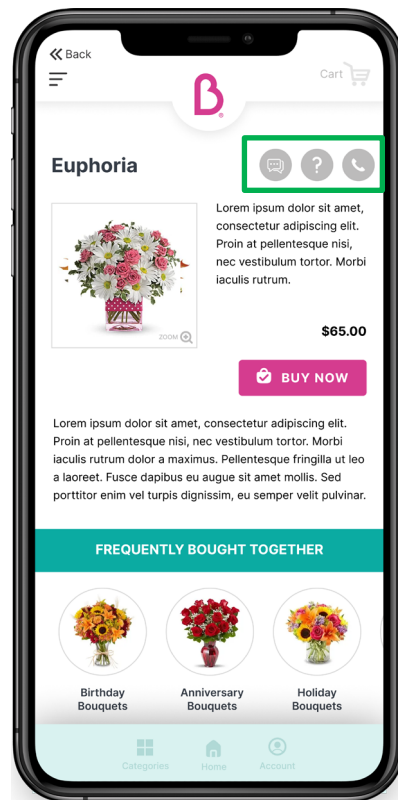 Back
Cart
B
Euphoria
?
Lorem ipsum dolor sit amet,
consectetur adipiscing elit.
Proin at pellentesque nisi,
nec vestibulum tortor. Morbi
iaculis rutrum.
ZOOM
$65.00
BUY NOW
Lorem ipsum dolor sit amet, consectetur adipiscing elit.
Proin at pellentesque nisi, nec vestibulum tortor. Morbi
iaculis rutrum dolor a maximus. Pellentesque fringilla ut leo
a laoreet. Fusce dapibus eu augue sit amet mollis. Sed
porttitor enim vel turpis dignissim, eu semper velit pulvinar.
FREQUENTLY BOUGHT TOGETHER
Birthday
Bouquets
Anniversary
Bouquets
Holiday
Bouquets
Categories
Home
Account